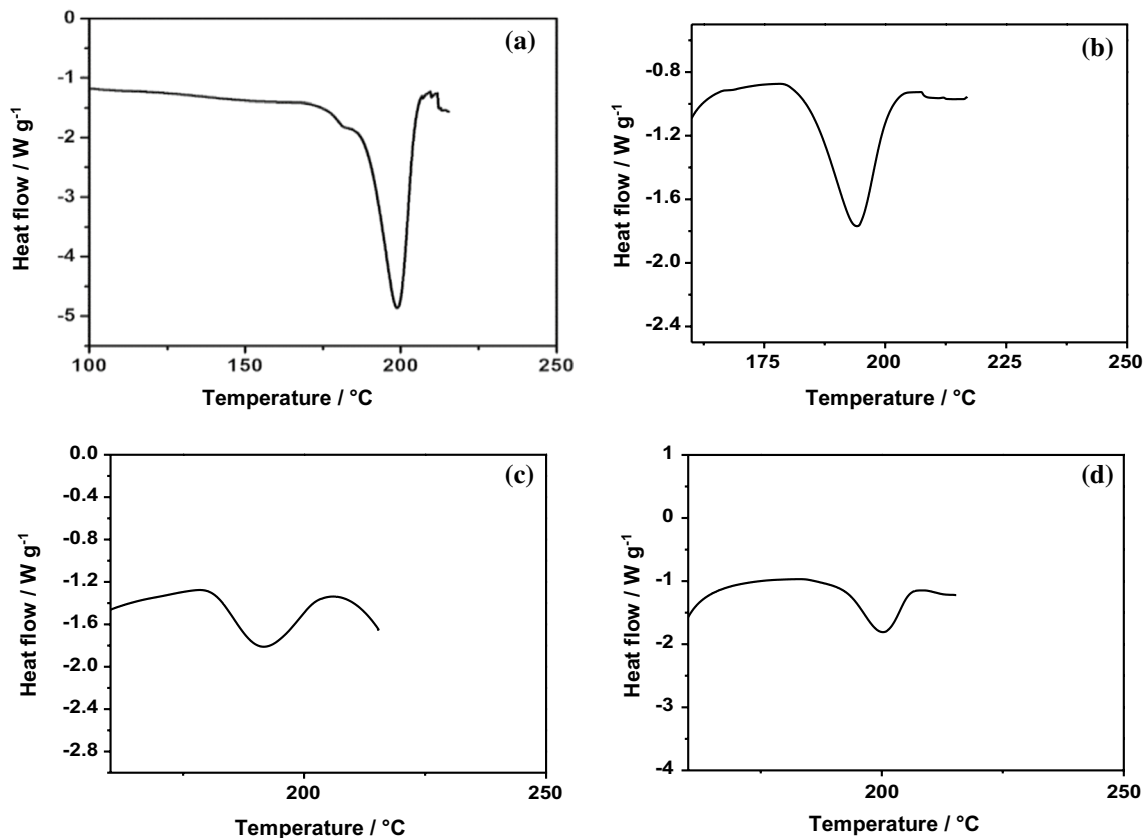 (a)
0
-1
-2
-3
-4
-5
Heat flow / W g-1
100 150 200 250
Temperature / °C
(b)
-0.8
-1.2
-1.6
-2.0
-2.4
Heat flow / W g-1
175 200 225 250
Temperature / °C
(c)
0.0
-0.4
-0.8
-1.2
-1.6
-2.0
-2.4
-2.8
Heat flow / W g-1
200 250
Temperature / °C
(d)
1
0
-1
-2
-3
-4
Heat flow / W g-1
200 250
Temperature / °C